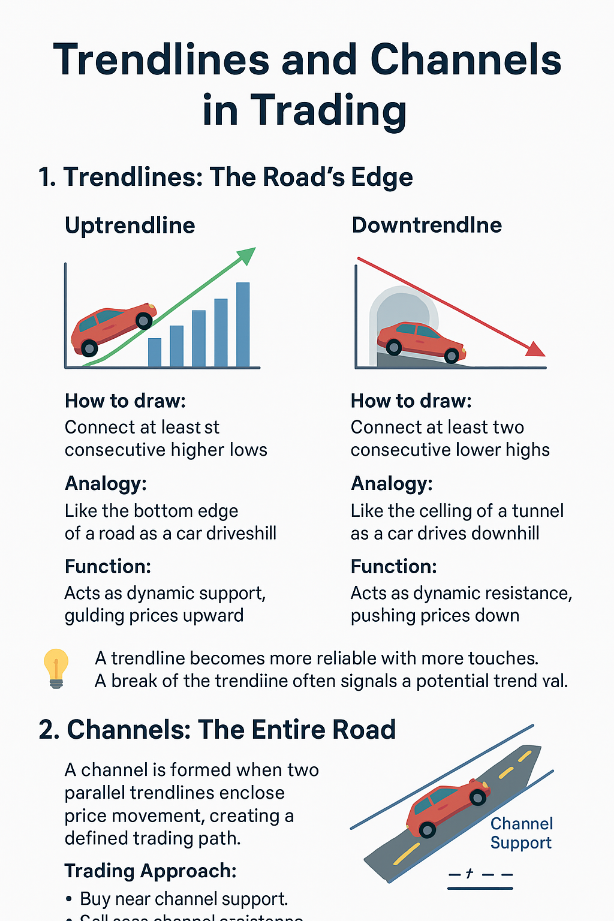 Trendlines and Channels
in Trading
1. Trendlines: The Road's Edge
Uptrendline
How to draw:
Connect at least st
consecutive higher lows
Analogy:
Like the bottom edge
of a road as a car driveshill
Function:
Acts as dynamic support,
gulding prices upward
Downtrendlne
How to draw:
Connect at least two
consecutive lower highs
Analogy:
Like the celling of a tunnel
as a car drives downhill
Function:
Acts as dynamic resistance,
pushing prices down
A trendline becomes more reliable with more touches.
A break of the trendiine often signals a potential trend val.
2. Channels: The Entire Road
A channel is formed when two
parallel trendlines enclose
price movement, creating a
defined trading path.
Trading Approach:
• Buy near channel support.
Channel
Support